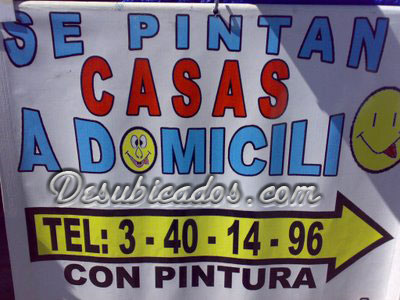 SE PINTAN
CASAS
A DOMICILI
Desubicados.com
TEL: 3-40-14-96
CON PINTURA